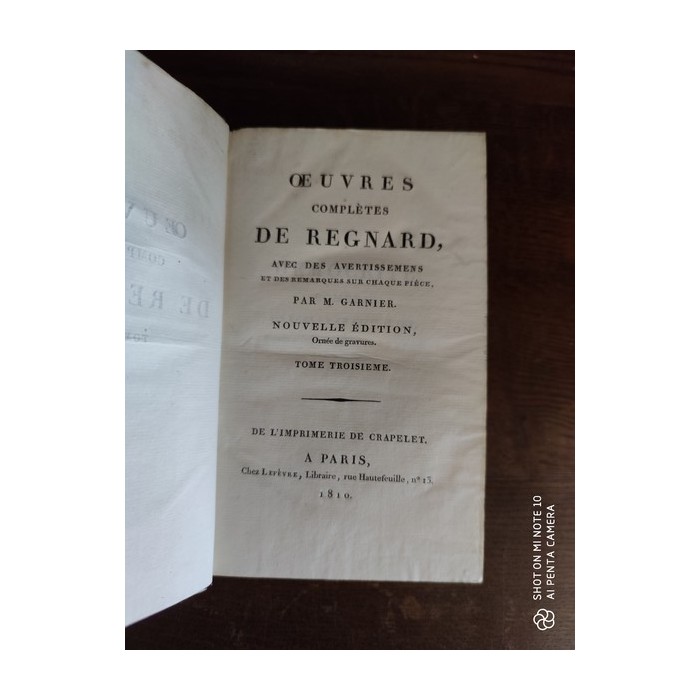 ŒUVRES
COMPLÈTES
DE REGNARD,
AVEC DES AVERTISSEMENS
ET DES REMARQUES SUR CHAQUE PIÈCE,
PAR M. GARNIER.
NOUVELLE ÉDITION,
Ornée de gravures.
TOME TROISIEME.
DE L'IMPRIMERIE DE CRAPELET.
A PARIS,
Chez LEFÈVRE, Libraire, rue Hautefeuille, nº 13.
1810.
SHOT ON MI NOTE 10
AI PENTA CAMERA